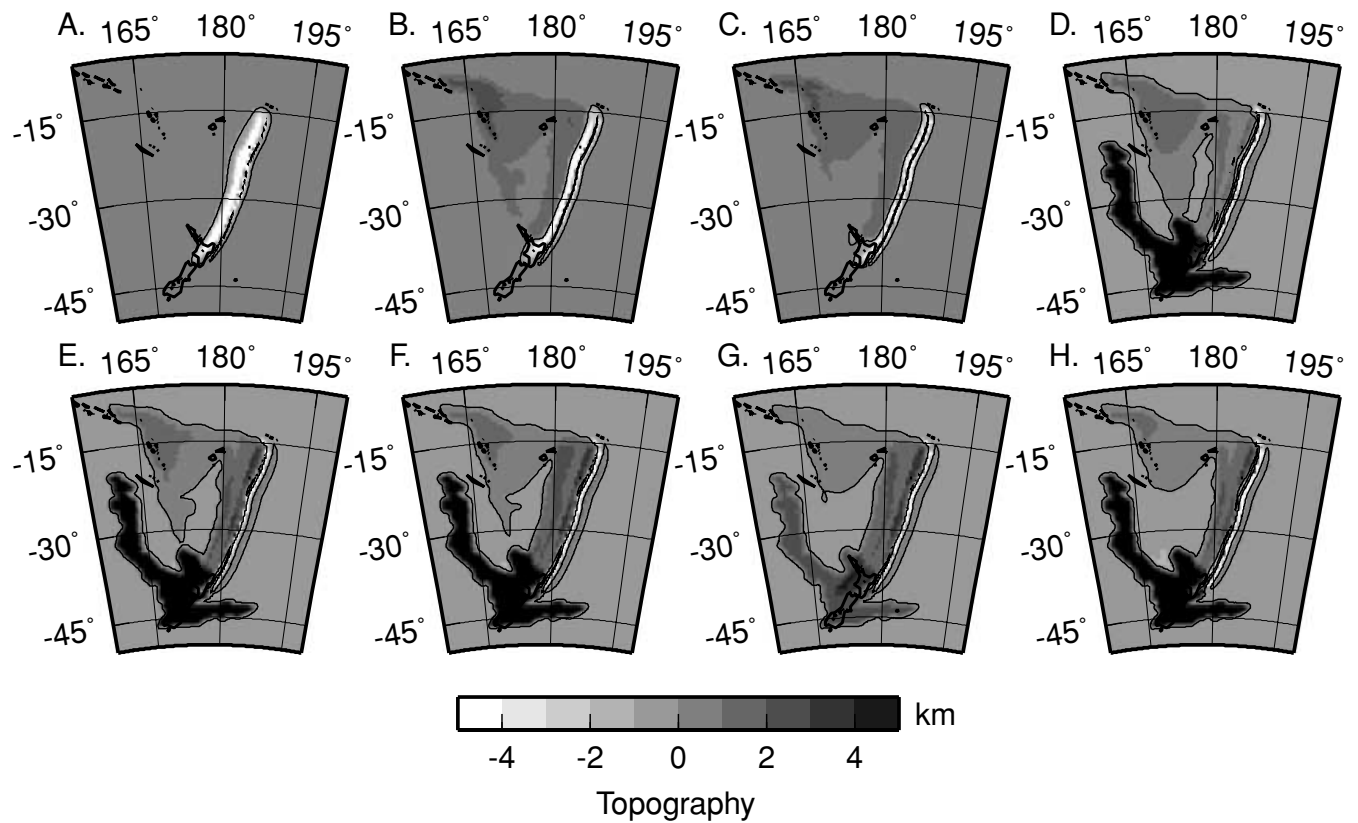 A. 165° 180° 195° B. 165° 180° 195° C. 165° 180° 195° D. 165° 180° 195°
-15° -15° -15° -15°
-30° -30° -30° -30°
-45° -45° -45° -45°
E. 165° 180° 195° F. 165° 180° 195° G. 165° 180° 195° H. 165° 180° 195°
-15° -15° -15° -15°
-30° -30° -30° -30°
-45° -45° -45° -45°
km
-4 -2 0 2 4
Topography